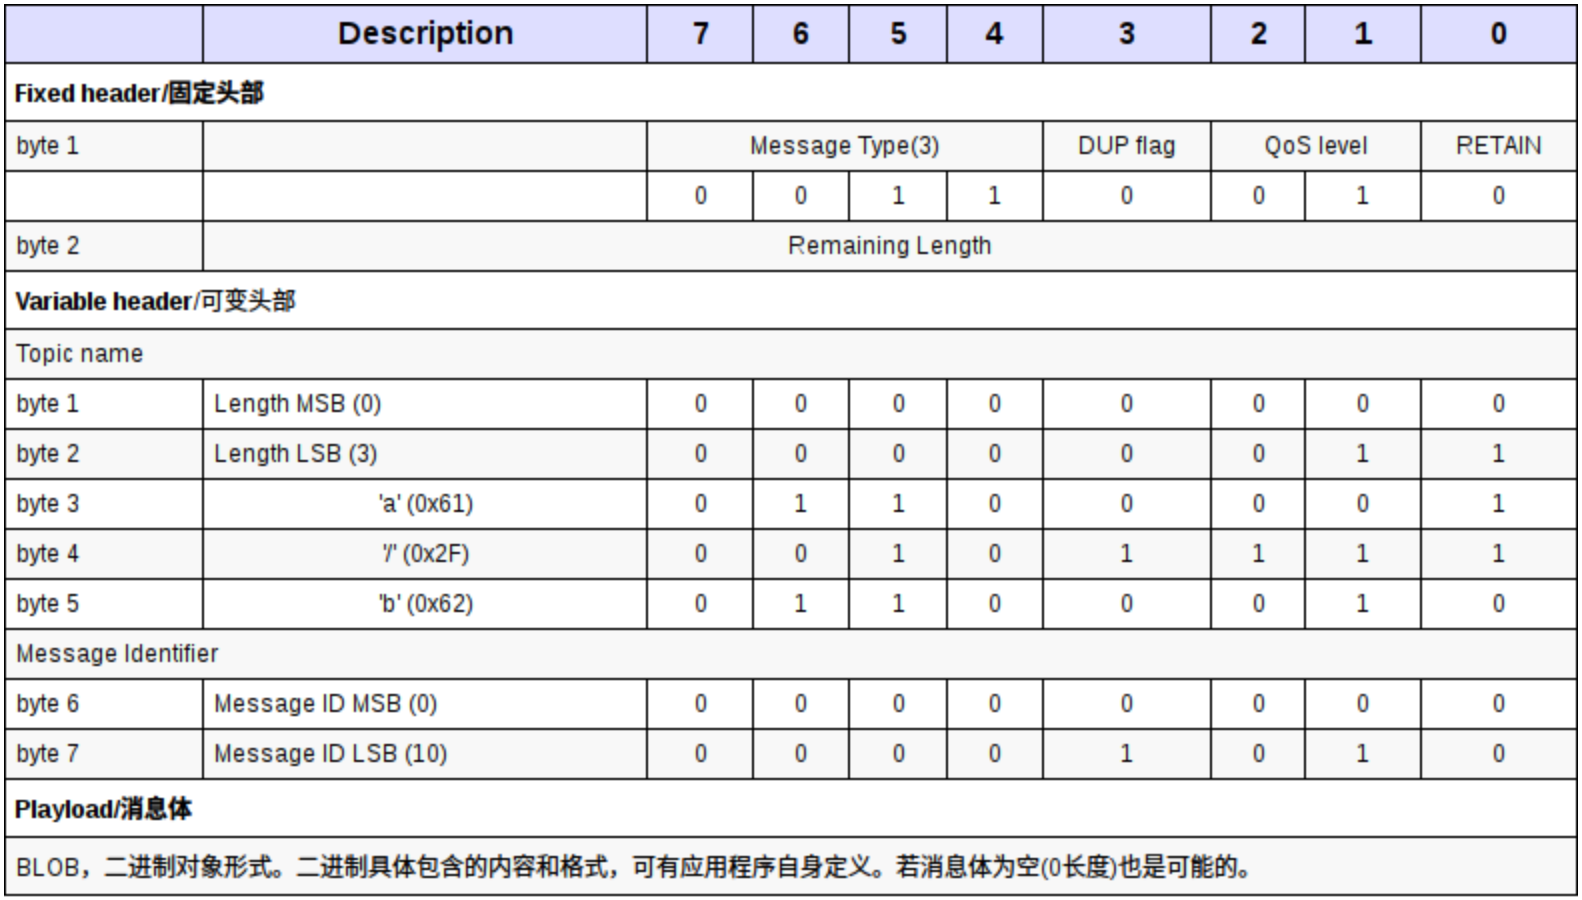 Description 7 6 5 4 3 2 1 0
Fixed header/固定头部
byte 1 Message Type(3) DUP flag QoS level RETAIN
0 0 1 1 0 0 1 0
byte 2 Remaining Length
Variable header/可变头部
Topic name
byte 1 Length MSB (0) 0 0 0 0 0 0 0 0
byte 2 Length LSB (3) 0 0 0 0 0 0 1 1
byte 3 'a' (0x61) 0 1 1 0 0 0 0 1
byte 4 '/' (0x2F) 0 0 1 0 1 1 1 1
byte 5 'b' (0x62) 0 1 1 0 0 0 1 0
Message Identifier
byte 6 Message ID MSB (0) 0 0 0 0 0 0 0 0
byte 7 Message ID LSB (10) 0 0 0 0 1 0 1 0
Playload/消息体
BLOB，二进制对象形式。二进制具体包含的内容和格式，可有应用程序自身定义。若消息体为空(0长度)也是可能的。